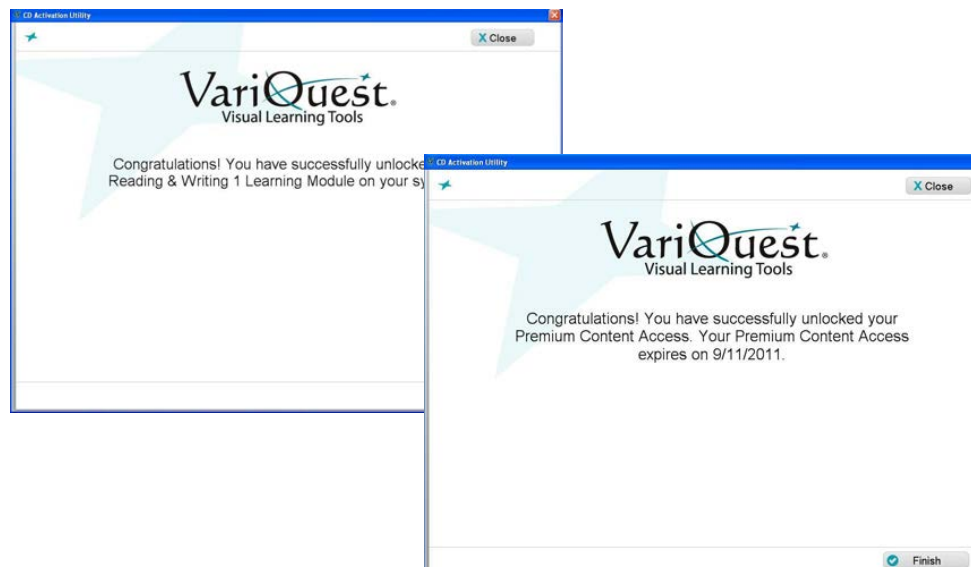 CD Activation Utility
X Close
VariQuest®
Visual Learning Tools
Congratulations! You have successfully
Reading & Writing 1 Learning Module on your
CD Activation Utility
X Close
VariQuest®
Visual Learning Tools
Congratulations! You have successfully unlocked your
Premium Content Access. Your Premium Content Access
expires on 9/11/2011.
Finish